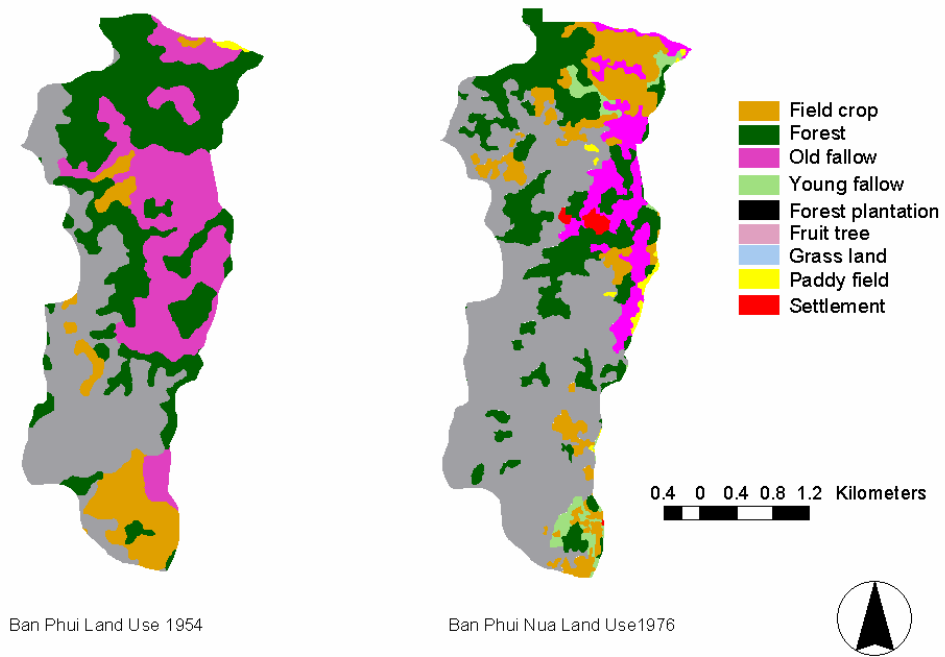 Field crop
Forest
Old fallow
Young fallow
Forest plantation
Fruit tree
Grass land
Paddy field
Settlement
0.4 0 0.4 0.8 1.2 Kilometers
Ban Phui Land Use 1954
Ban Phui Nua Land Use1976